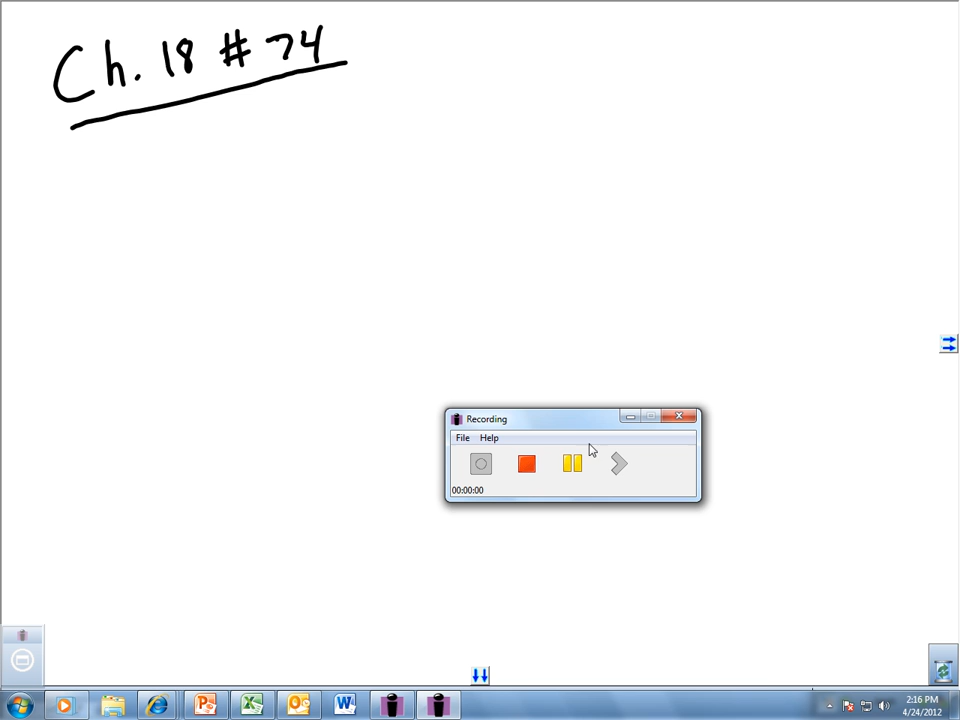 Ch. 18 # 74
Recording
File Help
00:00:00
2:16 PM
4/24/2012